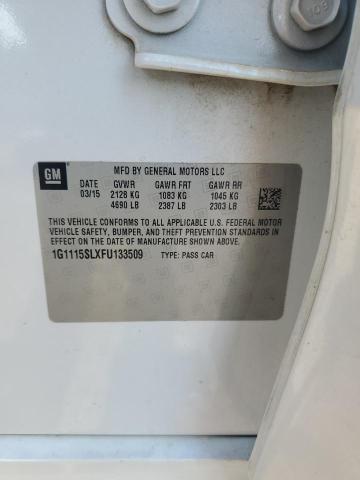 109
GM
MFD BY GENERAL MOTORS LLC
DATE GVWR GAWR FRT GAWR RR
03/15 2128 KG 1083 KG 1045 KG
4690 LB 2387 LB 2303 LB
THIS VEHICLE CONFORMS TO ALL APPLICABLE U.S. FEDERAL MOTOR
VEHICLE SAFETY, BUMPER, AND THEFT PREVENTION STANDARDS IN
EFFECT ON THE DATE OF MANUFACTURE SHOWN ABOVE.
1G1115SLXFU133509 TYPE: PASS CAR